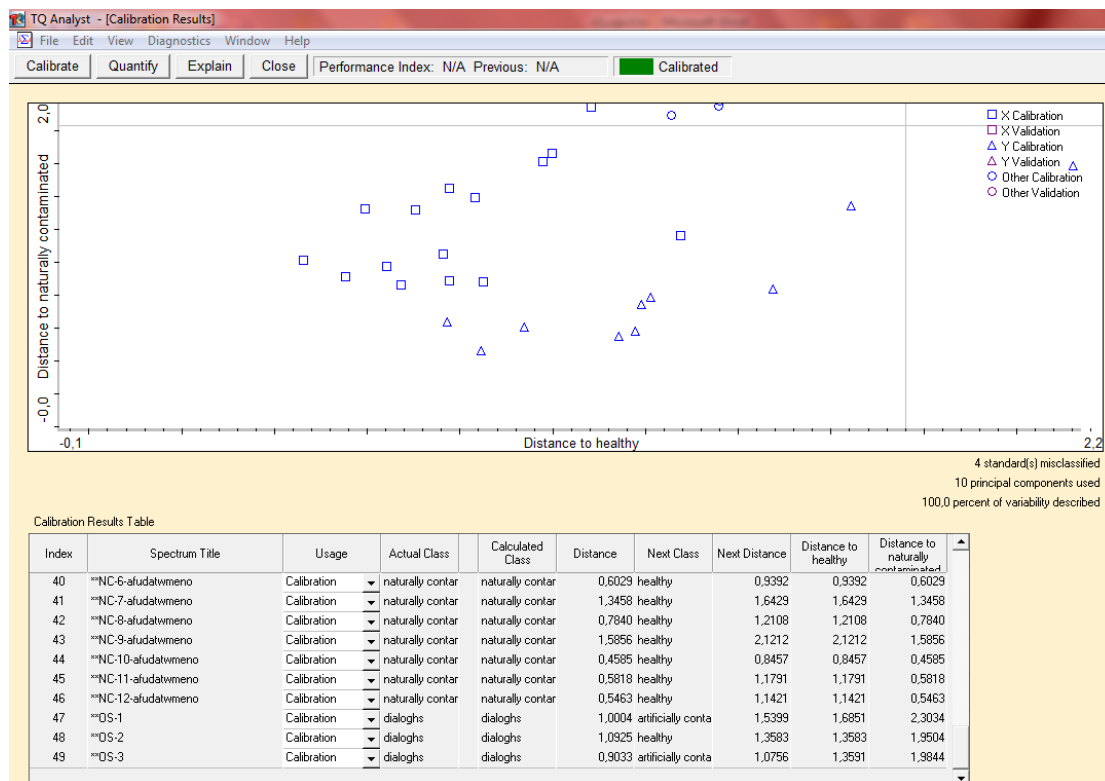 TQ Analyst - [Calibration Results]
File Edit View Diagnostics Window Help
Calibrate Quantify Explain Close Performance Index: N/A Previous: N/A Calibrated
2,0
Distance to naturally contaminated
-0,0
X Calibration
X Validation
Y Calibration
Y Validation
Other Calibration
Other Validation
-0,1 Distance to healthy 2,2
4 standard(s) misclassified
10 principal components used
100,0 percent of variability described
Calibration Results Table
Index Spectrum Title Usage Actual Class Calculated Class Distance Next Class Next Distance Distance to healthy Distance to naturally contaminated
40 **NC-6-afudatwmeno Calibration naturally contar naturally contar 0,6029 healthy 0,9392 0,9392 0,6029
41 **NC-7-afudatwmeno Calibration naturally contar naturally contar 1,3458 healthy 1,6429 1,6429 1,3458
42 **NC-8-afudatwmeno Calibration naturally contar naturally contar 0,7840 healthy 1,2108 1,2108 0,7840
43 **NC-9-afudatwmeno Calibration naturally contar naturally contar 1,5856 healthy 2,1212 2,1212 1,5856
44 **NC-10-afudatwmeno Calibration naturally contar naturally contar 0,4585 healthy 0,8457 0,8457 0,4585
45 **NC-11-afudatwmeno Calibration naturally contar naturally contar 0,5818 healthy 1,1791 1,1791 0,5818
46 **NC-12-afudatwmeno Calibration naturally contar naturally contar 0,5463 healthy 1,1421 1,1421 0,5463
47 **OS-1 Calibration dialoghs dialoghs 1,0004 artificially conta 1,5399 1,6851 2,3034
48 **OS-2 Calibration dialoghs dialoghs 1,0925 healthy 1,3583 1,3583 1,9504
49 **OS-3 Calibration dialoghs dialoghs 0,9033 artificially conta 1,0756 1,3591 1,9844